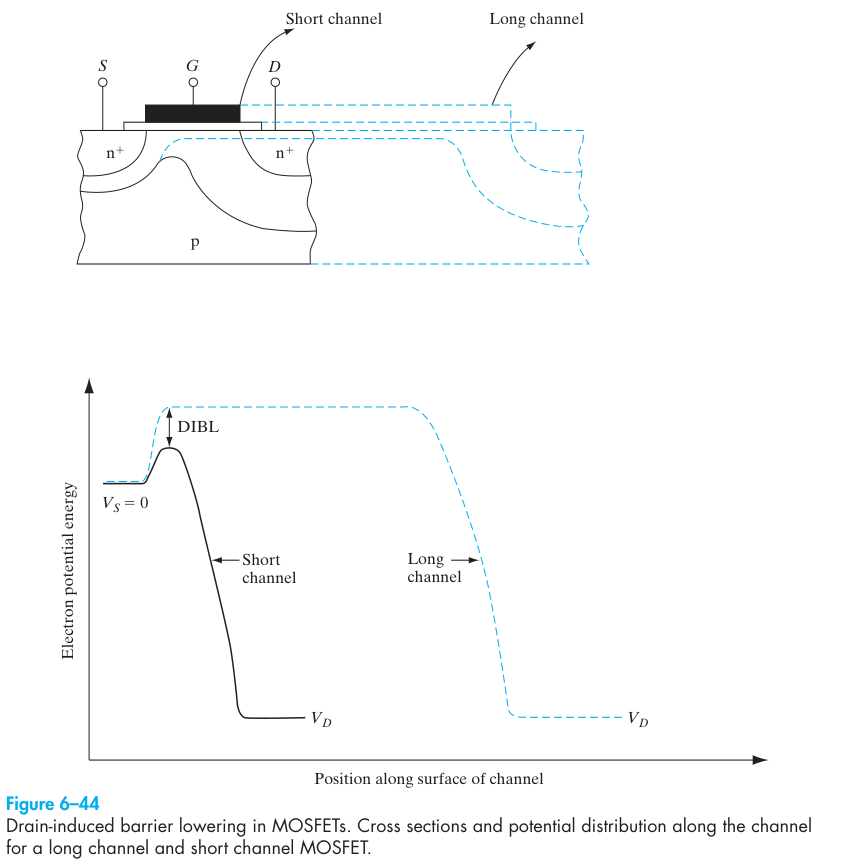 Short channel
Long channel
S
G
D
n+
n+
p
DIBL
V_S = 0
Short
channel
Long
channel
V_D
V_D
Electron potential energy
Position along surface of channel
Figure 6–44
Drain-induced barrier lowering in MOSFETs. Cross sections and potential distribution along the channel
for a long channel and short channel MOSFET.